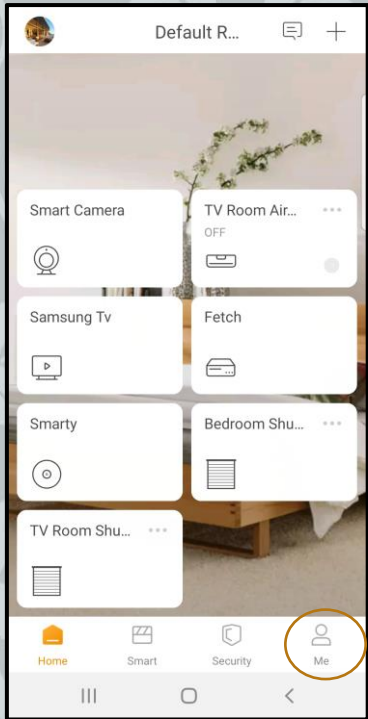 Default R...
Smart Camera
TV Room Air...
OFF
Samsung Tv
Fetch
Smarty
Bedroom Shu...
TV Room Shu...
Home
Smart
Security
Me